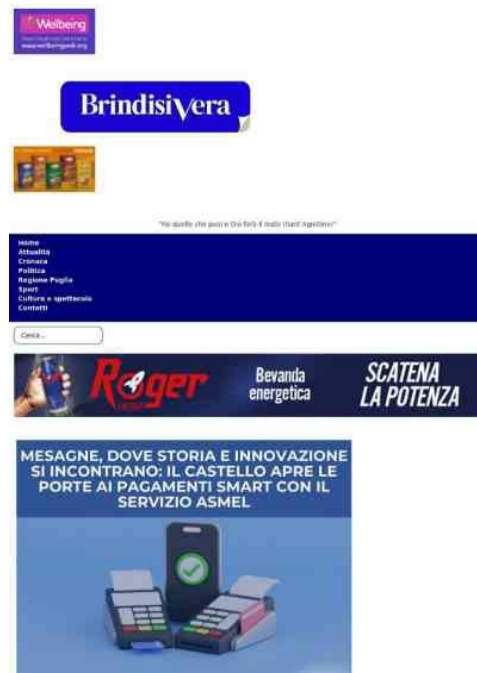 Wellbeing
Brindisivera
Home
Attualità
Cronaca
Politica
Regione Puglia
Sport
Cultura e spettacolo
Contatti
Cerca...
Roger
Bevanda
energetica
SCATENA
LA POTENZA
MESAGNE, DOVE STORIA E INNOVAZIONE
SI INCONTRANO: IL CASTELLO APRE LE
PORTE AI PAGAMENTI SMART CON IL
SERVIZIO ASMEL